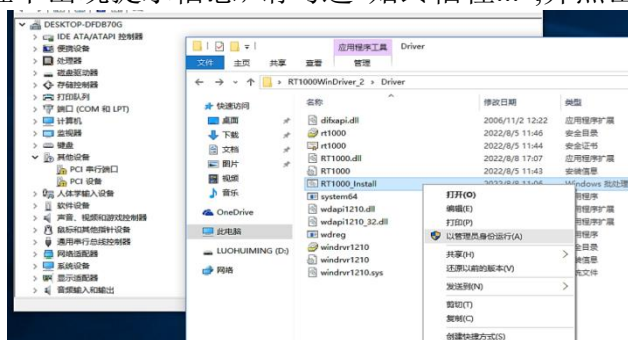 DESKTOP-DFDB70G
IDE ATA/ATAPI 控制器
便携设备
处理器
磁盘驱动器
存储控制器
打印队列
端口 (COM 和 LPT)
计算机
监视器
键盘
其他设备
PCI 串行端口
PCI 设备
人体学输入设备
软件设备
声音、视频和游戏控制器
鼠标和其他指针设备
通用串行总线控制器
网络适配器
系统设备
显示适配器
音频输入和输出
应用程序工具 Driver
文件 主页 共享 查看 管理
RT1000WinDriver_2 › Driver
快速访问
桌面
下载
文档
图片
视频
音乐
OneDrive
此电脑
LUOHUIMING (D:)
网络
名称 修改日期 类型
difxapi.dll 2006/11/2 12:22 应用程序扩展
rt1000 2022/8/5 11:46 安全目录
rt1000 2022/8/5 11:44 安全证书
RT1000.dll 2022/8/8 17:07 应用程序扩展
RT1000 2022/8/5 11:43 安装信息
RT1000_Install 2022/8/8 11:06 Windows 批处理
system64
wdapi1210.dll
wdapi1210_32.dll
wdreg
windrvr1210
windrvr1210
windrvr1210.sys
打开(O)
编辑(E)
打印(P)
以管理员身份运行(A)
共享(H)
还原以前的版本(V)
发送到(N)
剪切(T)
复制(C)
创建快捷方式(S)